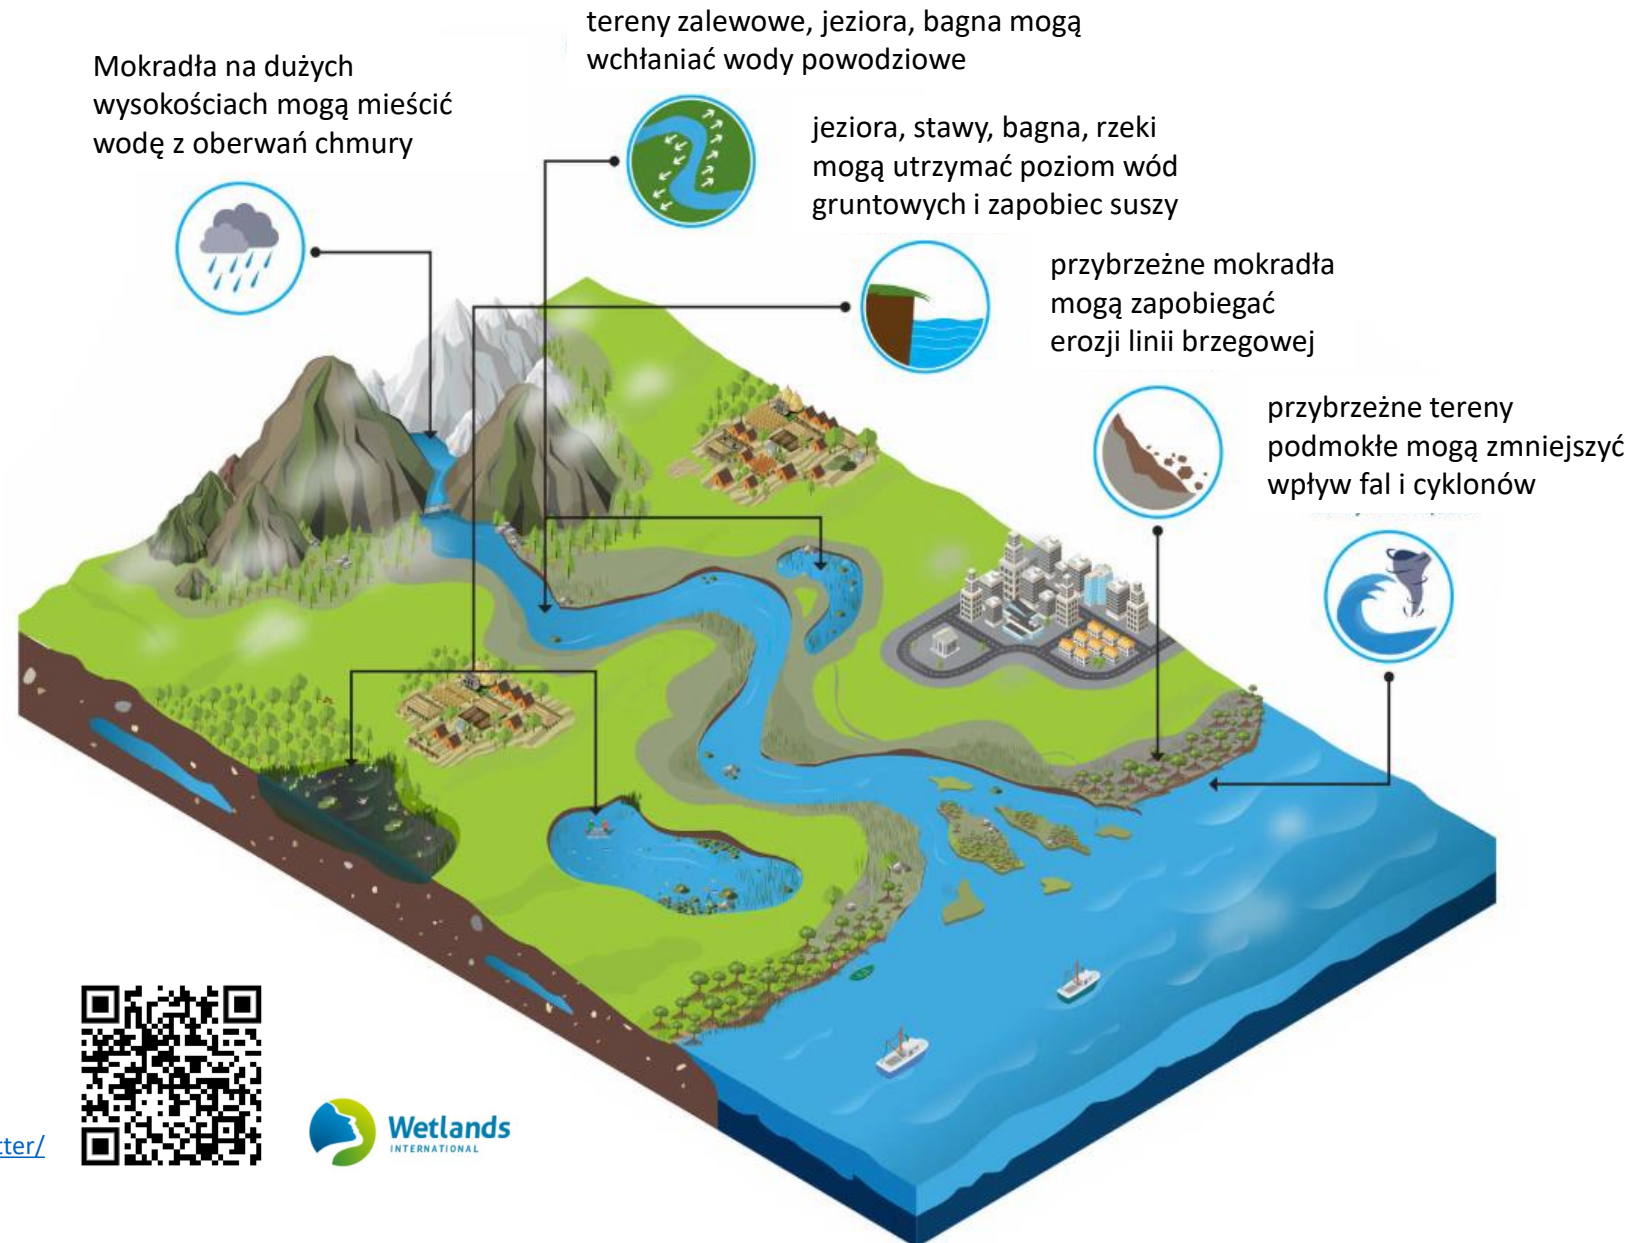 tereny zalewowe, jeziora, bagna mogą
wchłaniać wody powodziowe
Mokradła na dużych
wysokościach mogą mieścić
wodę z oberwań chmury
jeziora, stawy, bagna, rzeki
mogą utrzymać poziom wód
gruntowych i zapobiec suszy
przybrzeżne mokradła
mogą zapobiegać
erozji linii brzegowej
przybrzeżne tereny
podmokłe mogą zmniejszyć
wpływ fal i cyklonów
tter/
Wetlands
INTERNATIONAL